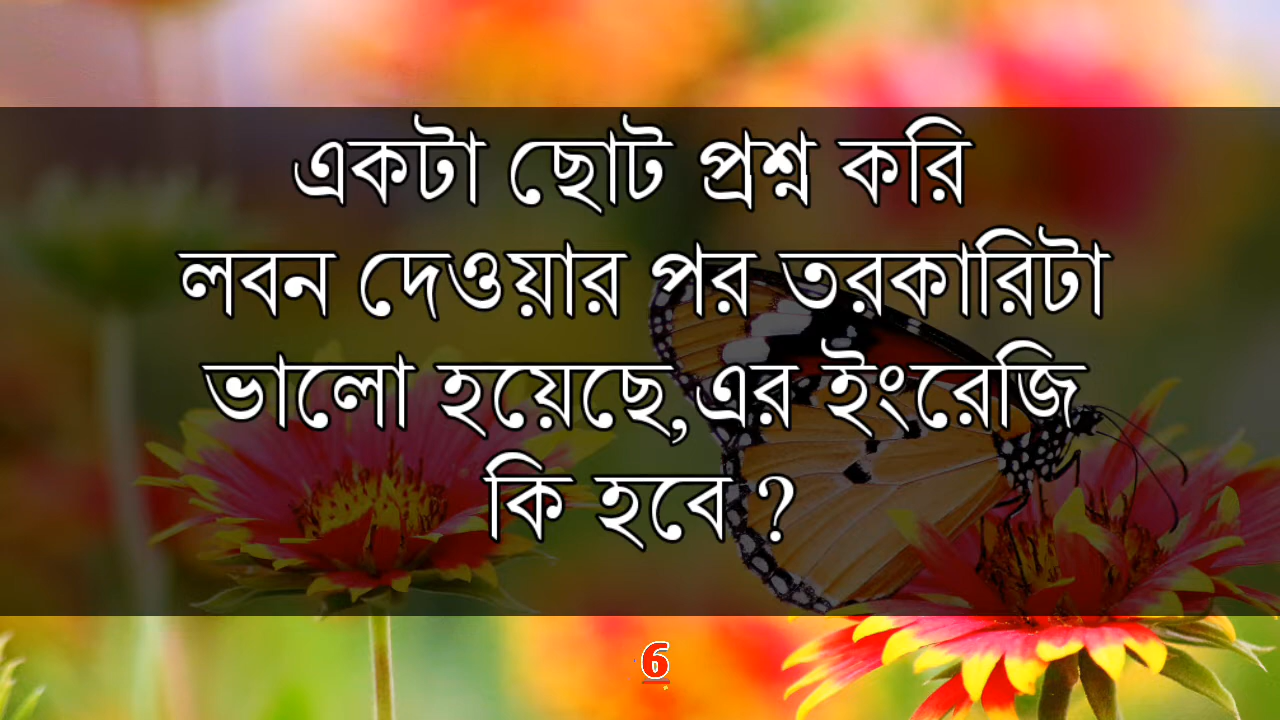 একটা ছোট প্রশ্ন করি
লবন দেওয়ার পর তরকারিটা
ভালো হয়েছে,এর ইংরেজি
কি হবে ?
6